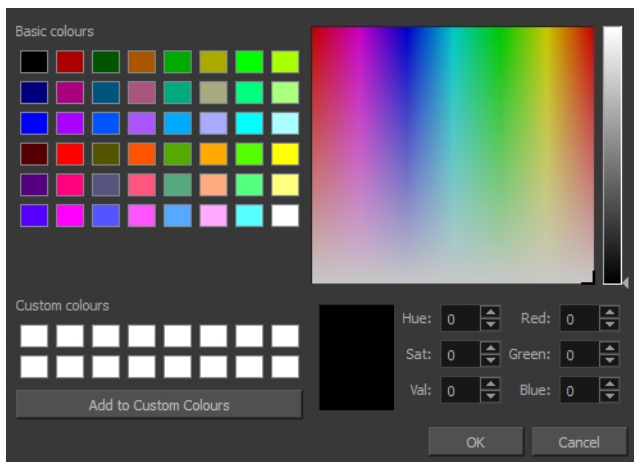 Basic colours
Custom colours
Add to Custom Colours
Hue: 0 Red: 0
Sat: 0 Green: 0
Val: 0 Blue: 0
OK Cancel